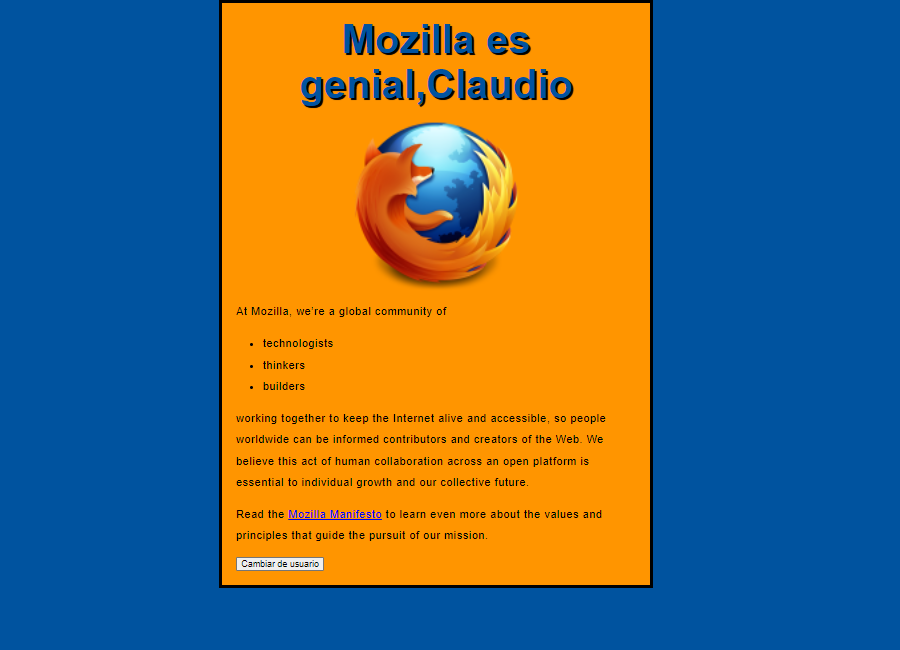 Mozilla es
genial,Claudio
At Mozilla, we're a global community of
• technologists
• thinkers
• builders
working together to keep the Internet alive and accessible, so people
worldwide can be informed contributors and creators of the Web. We
believe this act of human collaboration across an open platform is
essential to individual growth and our collective future.
Read the Mozilla Manifesto to learn even more about the values and
principles that guide the pursuit of our mission.
Cambiar de usuario